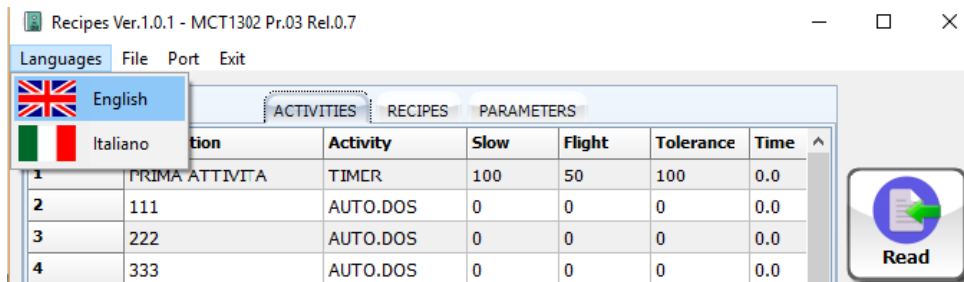 Recipes Ver.1.0.1 - MCT1302 Pr.03 Rel.0.7
Languages File Port Exit
English
Italiano
ACTIVITIES RECIPES PARAMETERS
tion Activity Slow Flight Tolerance Time
1 PRIMA ATTIVITA TIMER 100 50 100 0.0
2 111 AUTO.DOS 0 0 0 0.0
3 222 AUTO.DOS 0 0 0 0.0
4 333 AUTO.DOS 0 0 0 0.0
Read